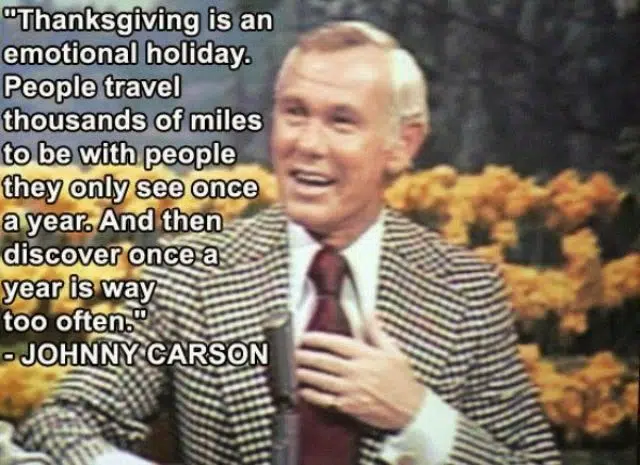 "Thanksgiving is an
emotional holiday.
People travel
thousands of miles
to be with people
they only see once
a year. And then
discover once a
year is way
too often."
- JOHNNY CARSON